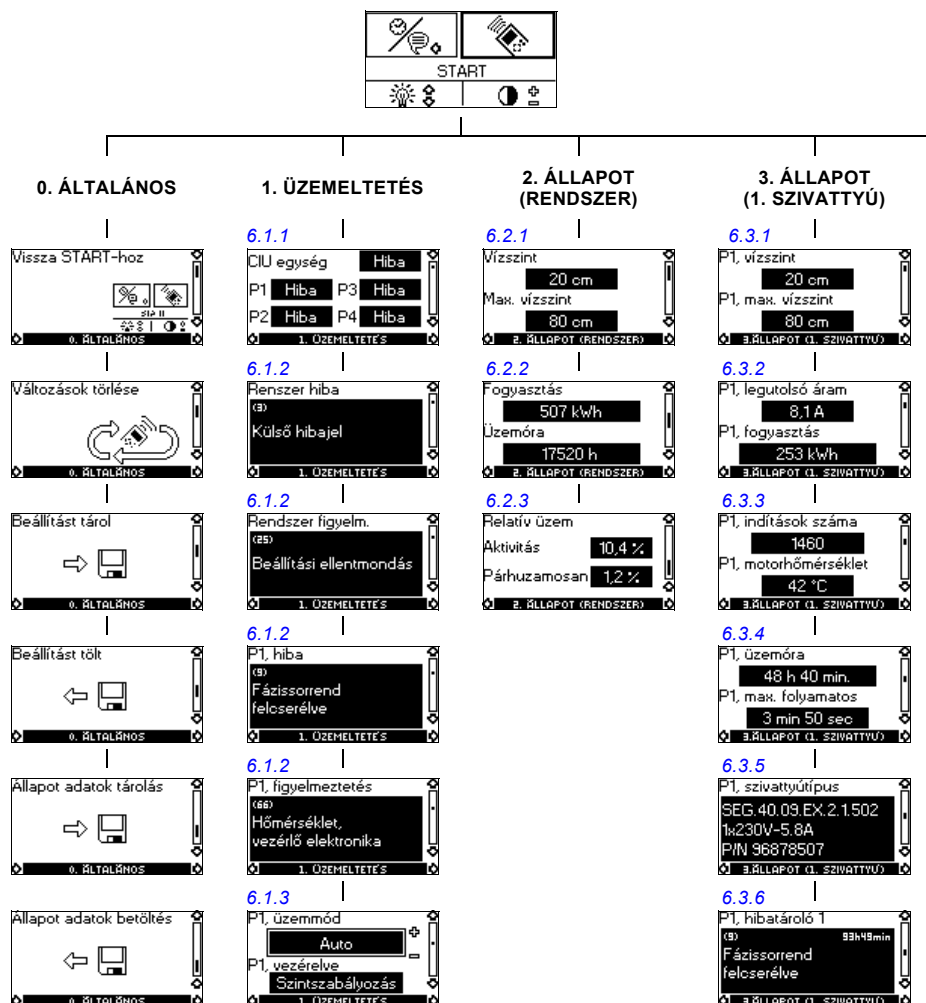 START
0. ÁLTALÁNOS
1. ÜZEMELTETÉS
2. ÁLLAPOT
(RENDSZER)
3. ÁLLAPOT
(1. SZIVATTYÚ)
Vissza START-hoz
0. ÁLTALÁNOS
Változások törlése
0. ÁLTALÁNOS
Beállítást tárol
0. ÁLTALÁNOS
Beállítást tölt
0. ÁLTALÁNOS
Állapot adatok tárolás
0. ÁLTALÁNOS
Állapot adatok betöltés
0. ÁLTALÁNOS
6.1.1
CIU egység Hiba
P1 Hiba P3 Hiba
P2 Hiba P4 Hiba
1. ÜZEMELTETÉS
6.1.2
Renszer hiba
(3)
Külső hibajel
1. ÜZEMELTETÉS
6.1.2
Rendszer figyelm.
(25)
Beállítási ellentmondás
1. ÜZEMELTETÉS
6.1.2
P1, hiba
(9)
Fázissorrend
felcserélve
1. ÜZEMELTETÉS
6.1.2
P1, figyelmeztetés
(66)
Hőmérséklet,
vezérlő elektronika
1. ÜZEMELTETÉS
6.1.3
P1, üzemmód
Auto
P1, vezérelve
Szintszabályozás
1. ÜZEMELTETÉS
6.2.1
Vízszint
20 cm
Max. vízszint
80 cm
2. ÁLLAPOT (RENDSZER)
6.2.2
Fogyasztás
507 kWh
Üzemóra
17520 h
2. ÁLLAPOT (RENDSZER)
6.2.3
Relatív üzem
Aktivitás 10,4 %
Párhuzamosan 1,2 %
2. ÁLLAPOT (RENDSZER)
6.3.1
P1, vízszint
20 cm
P1, max. vízszint
80 cm
3.ÁLLAPOT (1. SZIVATTYÚ)
6.3.2
P1, legutolsó áram
8,1 A
P1, fogyasztás
253 kWh
3.ÁLLAPOT (1. SZIVATTYÚ)
6.3.3
P1, indítások száma
1460
P1, motorhőmérséklet
42 °C
3.ÁLLAPOT (1. SZIVATTYÚ)
6.3.4
P1, üzemóra
48 h 40 min.
P1, max. folyamatos
3 min 50 sec
3.ÁLLAPOT (1. SZIVATTYÚ)
6.3.5
P1, szivattyútípus
SEG.40.09.EX.2.1.502
1x230V-5.8A
P/N 96878507
3.ÁLLAPOT (1. SZIVATTYÚ)
6.3.6
P1, hibatároló 1
(9) 93h49min
Fázissorrend
felcserélve
3.ÁLLAPOT (1. SZIVATTYÚ)